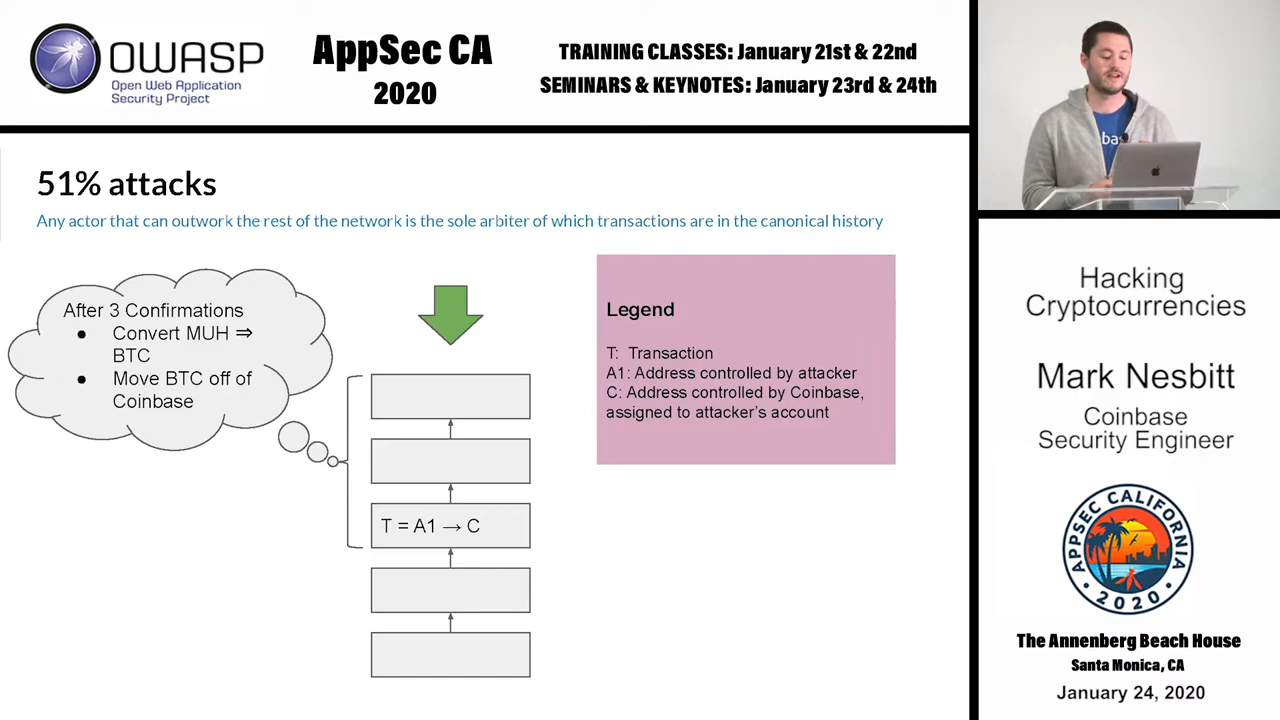 OWASP
Open Web Application
Security Project
AppSec CA
2020
TRAINING CLASSES: January 21st & 22nd
SEMINARS & KEYNOTES: January 23rd & 24th
51% attacks
Any actor that can outwork the rest of the network is the sole arbiter of which transactions are in the canonical history
After 3 Confirmations
● Convert MUH ⇒
BTC
● Move BTC off of
Coinbase
T = A1 → C
Legend
T: Transaction
A1: Address controlled by attacker
C: Address controlled by Coinbase,
assigned to attacker's account
Hacking
Cryptocurrencies
Mark Nesbitt
Coinbase
Security Engineer
APPSEC CALIFORNIA
• 2020 •
The Annenberg Beach House
Santa Monica, CA
January 24, 2020